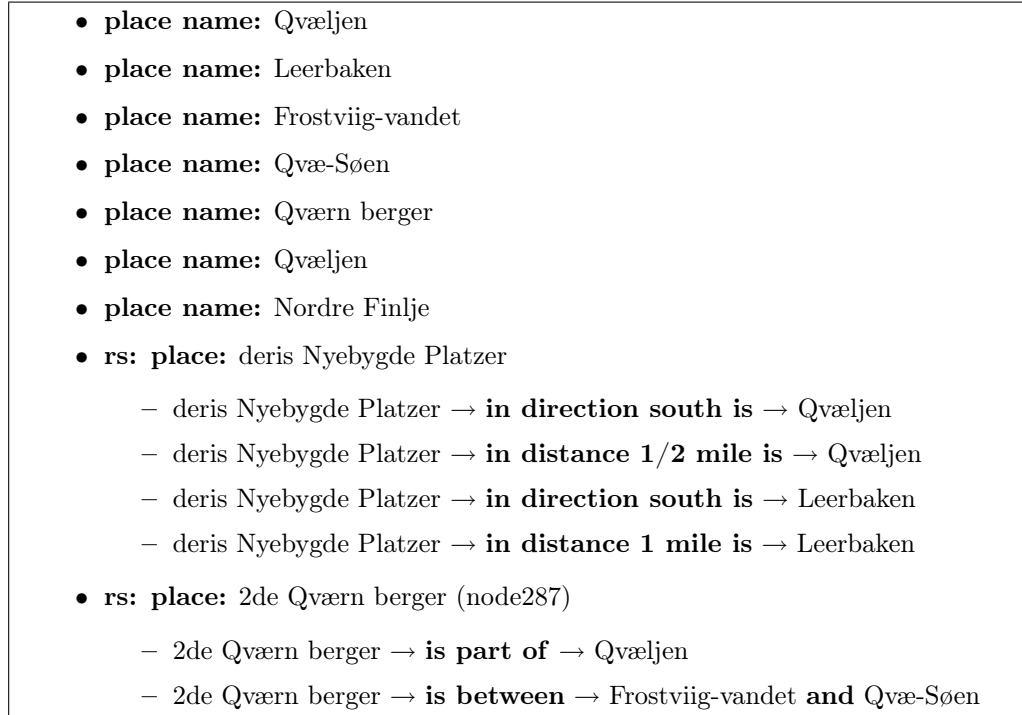 • place name: Qvæljen
• place name: Leerbaken
• place name: Frostviig-vandet
• place name: Qvæ-Søen
• place name: Qværn berger
• place name: Qvæljen
• place name: Nordre Finlje
• rs: place: deris Nyebygde Platzer
– deris Nyebygde Platzer → in direction south is → Qvæljen
– deris Nyebygde Platzer → in distance 1/2 mile is → Qvæljen
– deris Nyebygde Platzer → in direction south is → Leerbaken
– deris Nyebygde Platzer → in distance 1 mile is → Leerbaken
• rs: place: 2de Qværn berger (node287)
– 2de Qværn berger → is part of → Qvæljen
– 2de Qværn berger → is between → Frostviig-vandet and Qvæ-Søen